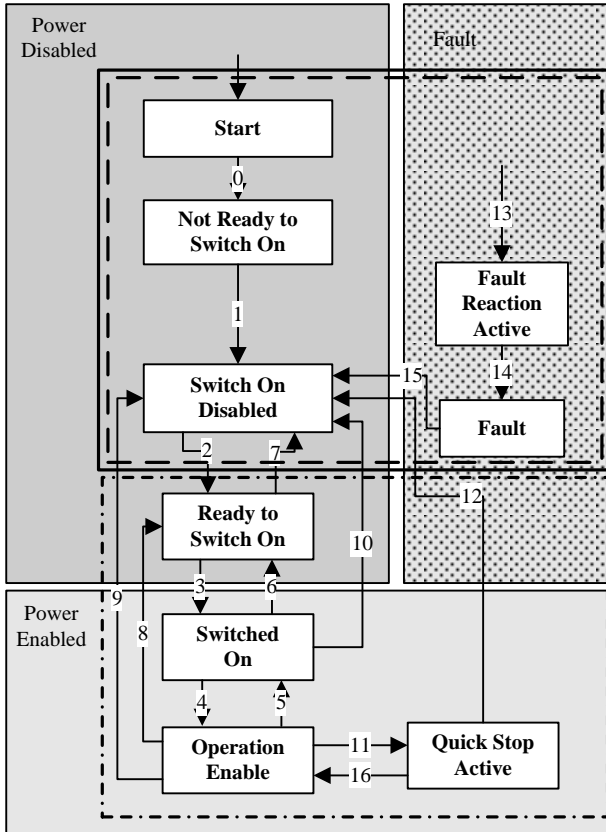 Power
Disabled
Fault
Start
0
Not Ready to
Switch On
13
Fault
Reaction
Active
1
14
15
Switch On
Disabled
Fault
2
7
12
Ready to
Switch On
10
3
6
9
8
Power
Enabled
Switched
On
4
5
Operation
Enable
11
16
Quick Stop
Active